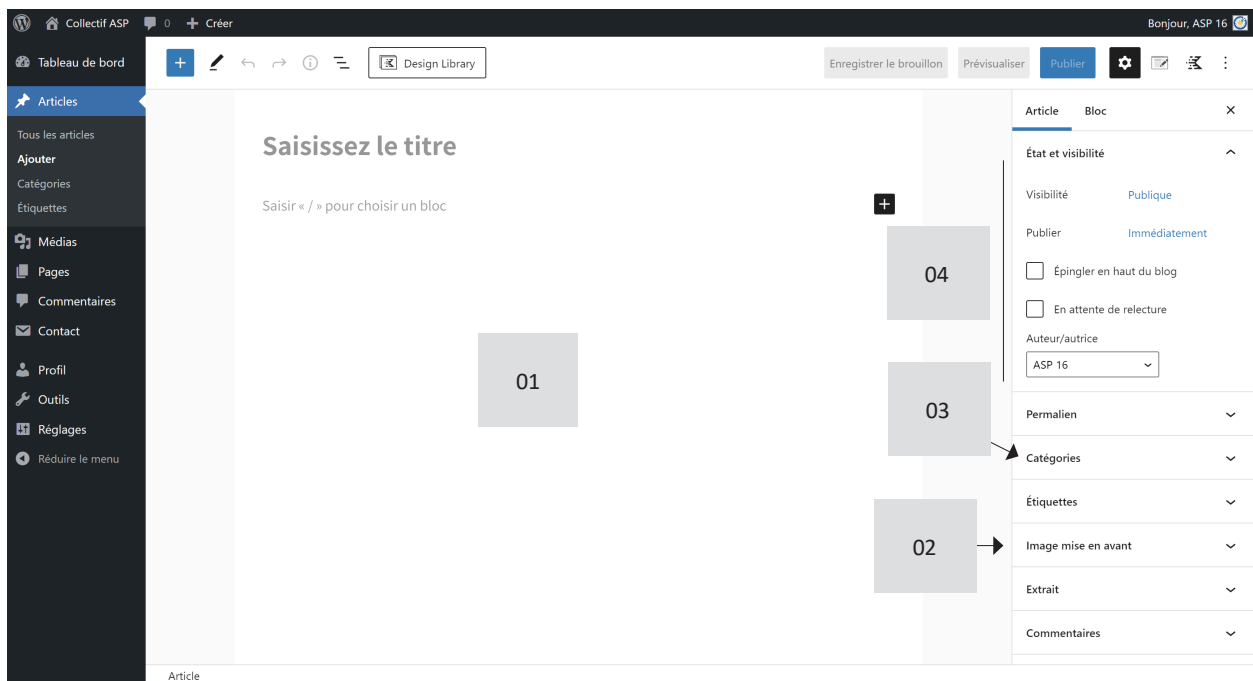 Collectif ASP 0 Créer Bonjour, ASP 16
Tableau de bord
Articles
Tous les articles
Ajouter
Catégories
Étiquettes
Médias
Pages
Commentaires
Contact
Profil
Outils
Réglages
Réduire le menu
Design Library Enregistrer le brouillon Prévisualiser Publier
Saisissez le titre
Saisir « / » pour choisir un bloc
01
04
03
02
Article Bloc
État et visibilité
Visibilité Publique
Publier Immédiatement
Épingler en haut du blog
En attente de relecture
Auteur/autrice
ASP 16
Permalien
Catégories
Étiquettes
Image mise en avant
Extrait
Commentaires
Article